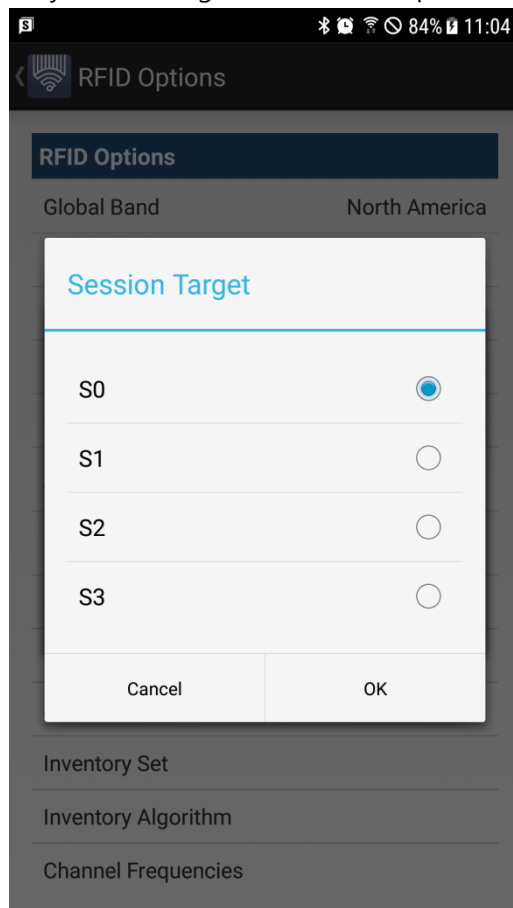 84% 11:04
RFID Options
RFID Options
Global Band North America
Session Target
S0
S1
S2
S3
Cancel OK
Inventory Set
Inventory Algorithm
Channel Frequencies